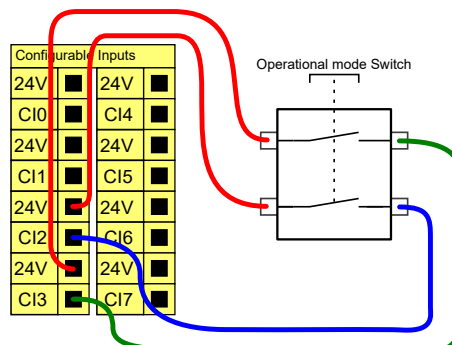 Configurable Inputs
Operational mode Switch
24V 24V
CI0 CI4
24V 24V
CI1 CI5
24V 24V
CI2 CI6
24V 24V
CI3 CI7